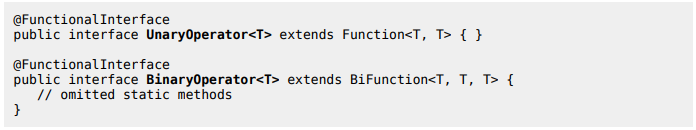 @FunctionalInterface
public interface UnaryOperator<T> extends Function<T, T> { }
@FunctionalInterface
public interface BinaryOperator<T> extends BiFunction<T, T, T> {
// omitted static methods
}